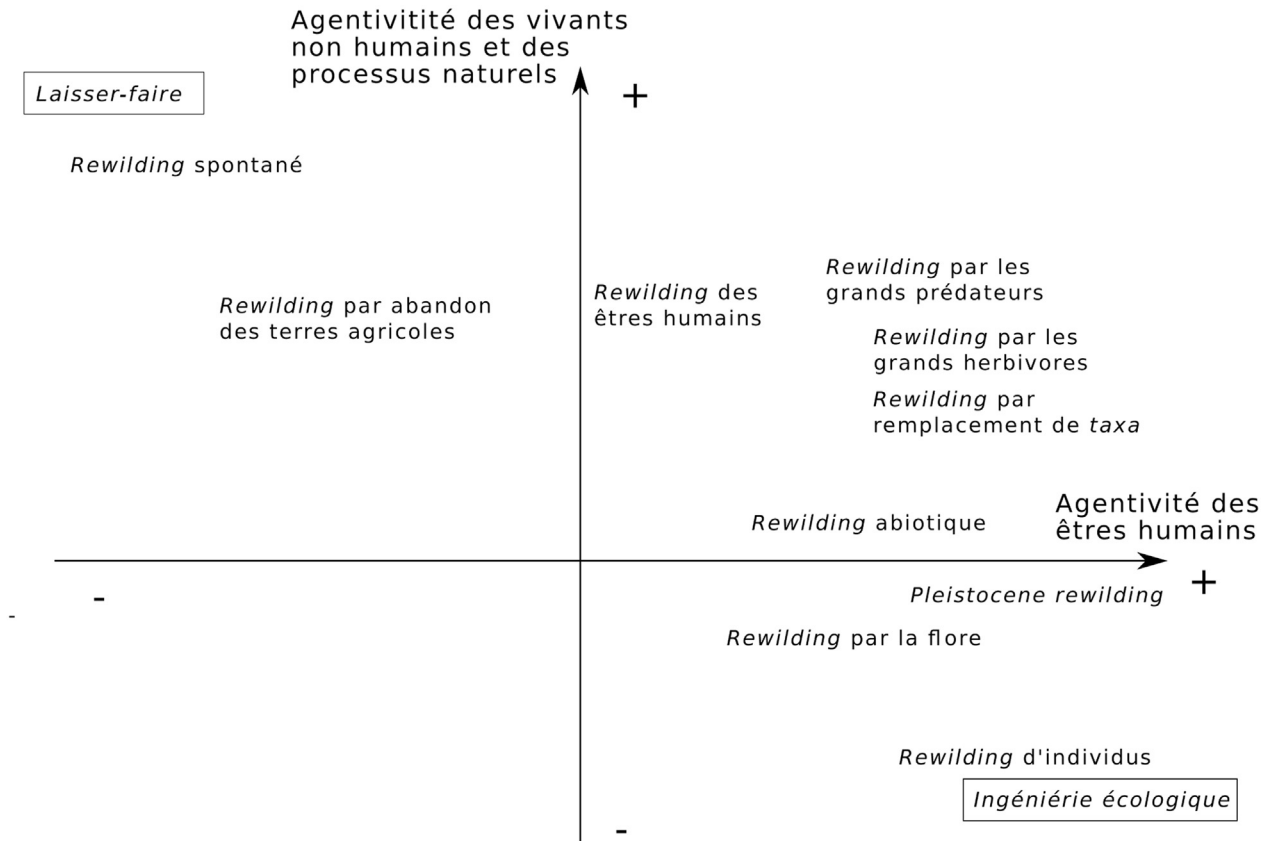 Agentivitité des vivants
non humains et des
processus naturels
+
Laisser-faire
Rewilding spontané
Rewilding par les
grands prédateurs
Rewilding des
êtres humains
Rewilding par abandon
des terres agricoles
Rewilding par les
grands herbivores
Rewilding par
remplacement de taxa
Agentivité des
êtres humains
Rewilding abiotique
+
-
Pleistocene rewilding
-
Rewilding par la flore
Rewilding d'individus
Ingéniérie écologique
-